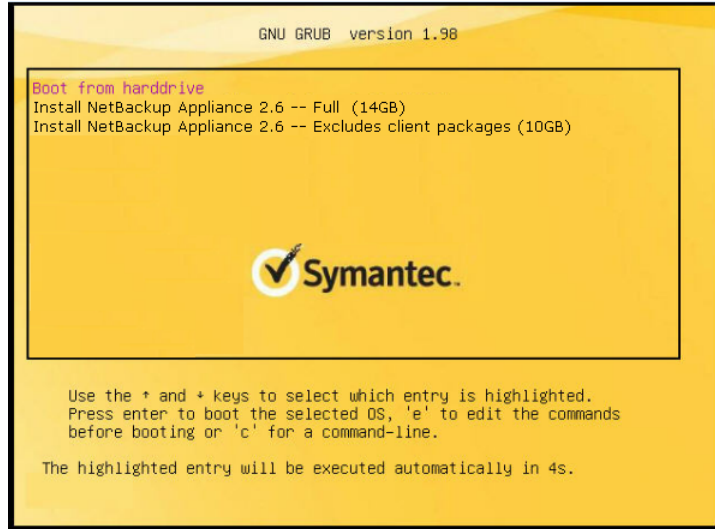 GNU GRUB version 1.98
Boot from harddrive
Install NetBackup Appliance 2.6 -- Full (14GB)
Install NetBackup Appliance 2.6 -- Excludes client packages (10GB)
Symantec.
Use the ↑ and ↓ keys to select which entry is highlighted.
Press enter to boot the selected OS, 'e' to edit the commands
before booting or 'c' for a command-line.
The highlighted entry will be executed automatically in 4s.